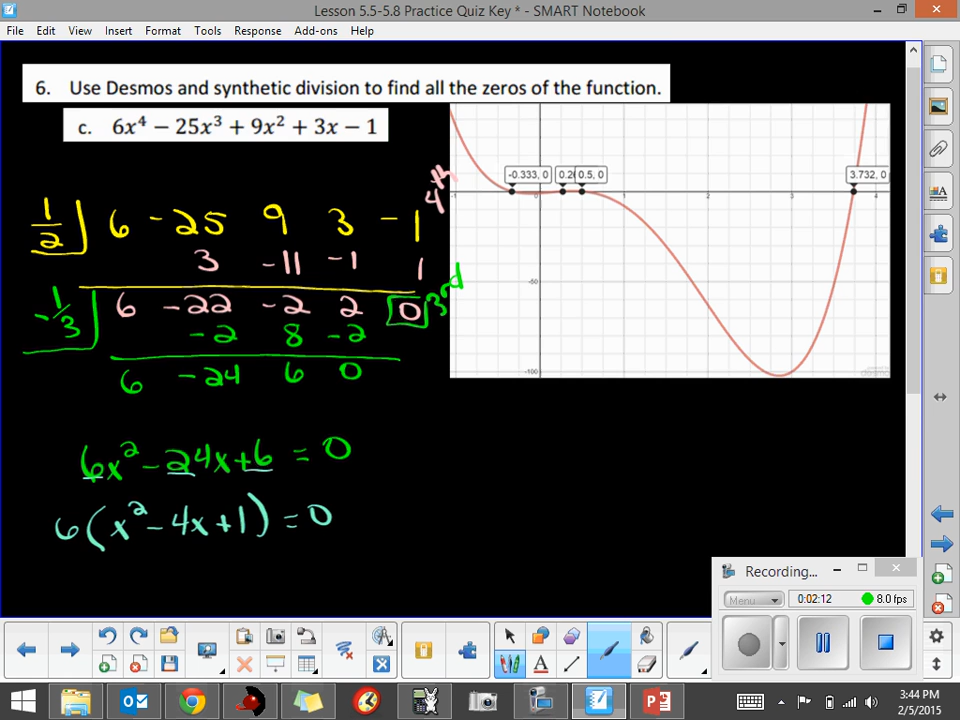 Lesson 5.5-5.8 Practice Quiz Key * - SMART Notebook
File Edit View Insert Format Tools Response Add-ons Help
6. Use Desmos and synthetic division to find all the zeros of the function.
c. 6x⁴ − 25x³ + 9x² + 3x − 1
-0.333, 0
0.5, 0
3.732, 0
-1 0 1 2 3 4
-50
-100
4th
1/2 6 -25 9 3 -1
3 -11 -1 1
-1/3 6 -22 -2 2 0 3rd
-2 8 -2
6 -24 6 0
6x² - 24x + 6 = 0
6(x² - 4x + 1) = 0
Recording...
Menu 0:02:12 8.0 fps
3:44 PM
2/5/2015